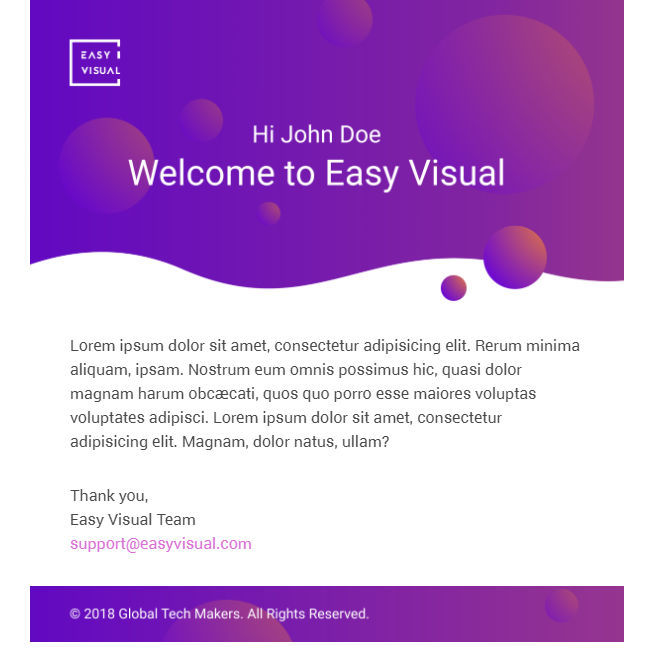 EASY
VISUAL
Hi John Doe
Welcome to Easy Visual
Lorem ipsum dolor sit amet, consectetur adipisicing elit. Rerum minima
aliquam, ipsam. Nostrum eum omnis possimus hic, quasi dolor
magnam harum obcæcati, quos quo porro esse maiores voluptas
voluptates adipisci. Lorem ipsum dolor sit amet, consectetur
adipisicing elit. Magnam, dolor natus, ullam?
Thank you,
Easy Visual Team
support@easyvisual.com
© 2018 Global Tech Makers. All Rights Reserved.